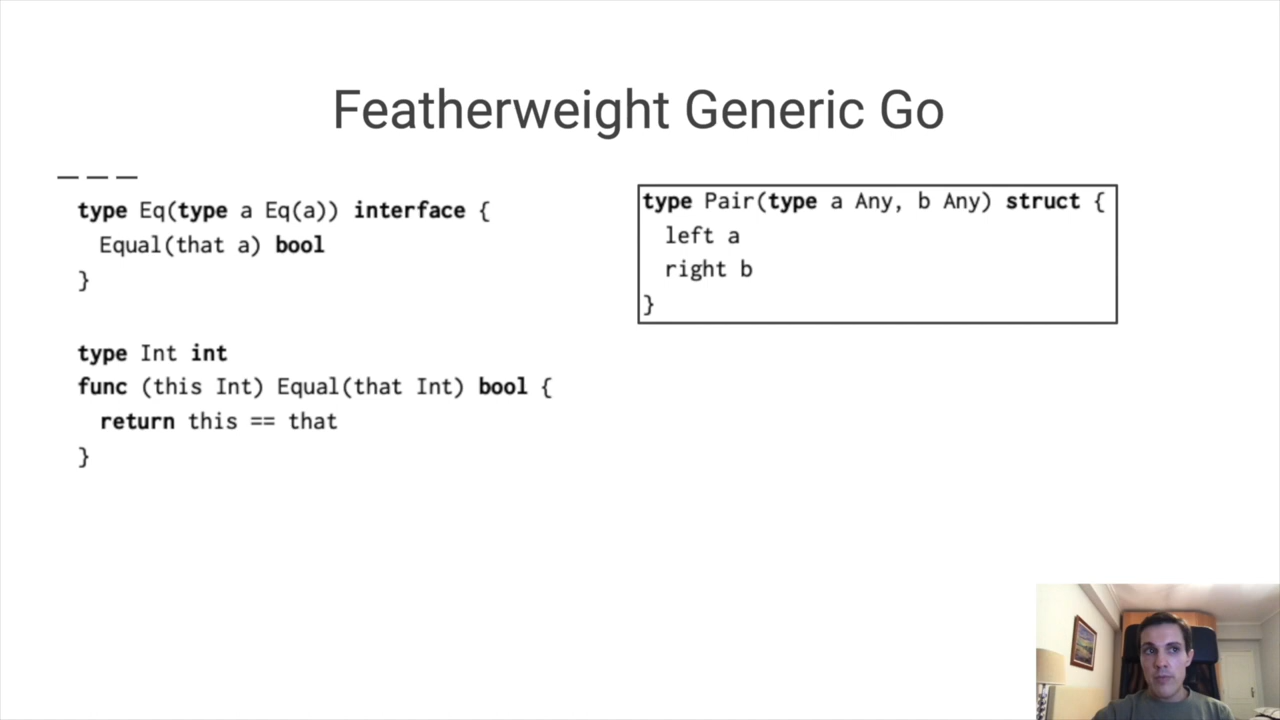 Featherweight Generic Go
type Eq(type a Eq(a)) interface {
Equal(that a) bool
}
type Int int
func (this Int) Equal(that Int) bool {
return this == that
}
type Pair(type a Any, b Any) struct {
left a
right b
}